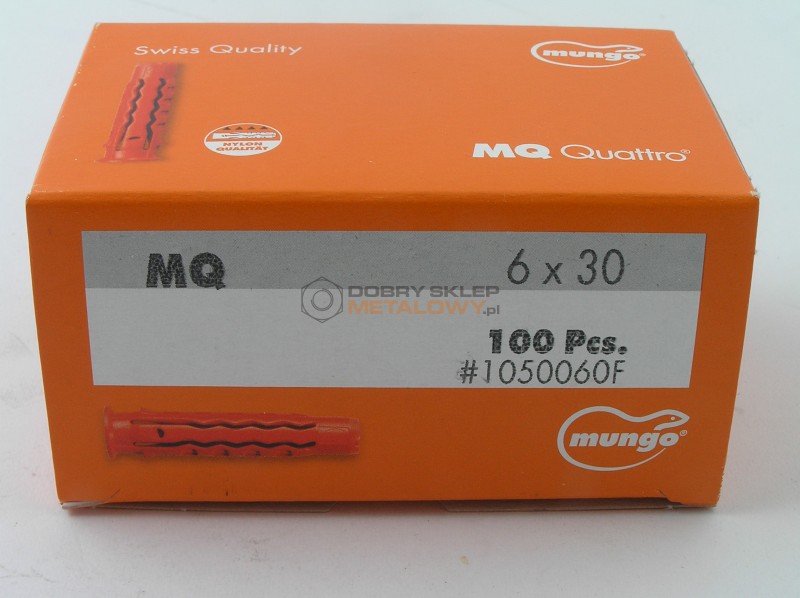 Swiss Quality
mungo®
NYLON
QUALITÄT
MQ Quattro®
MQ 6 x 30
DOBRY SKLEP
METALOWY.pl
100 Pcs.
#1050060F
mungo®